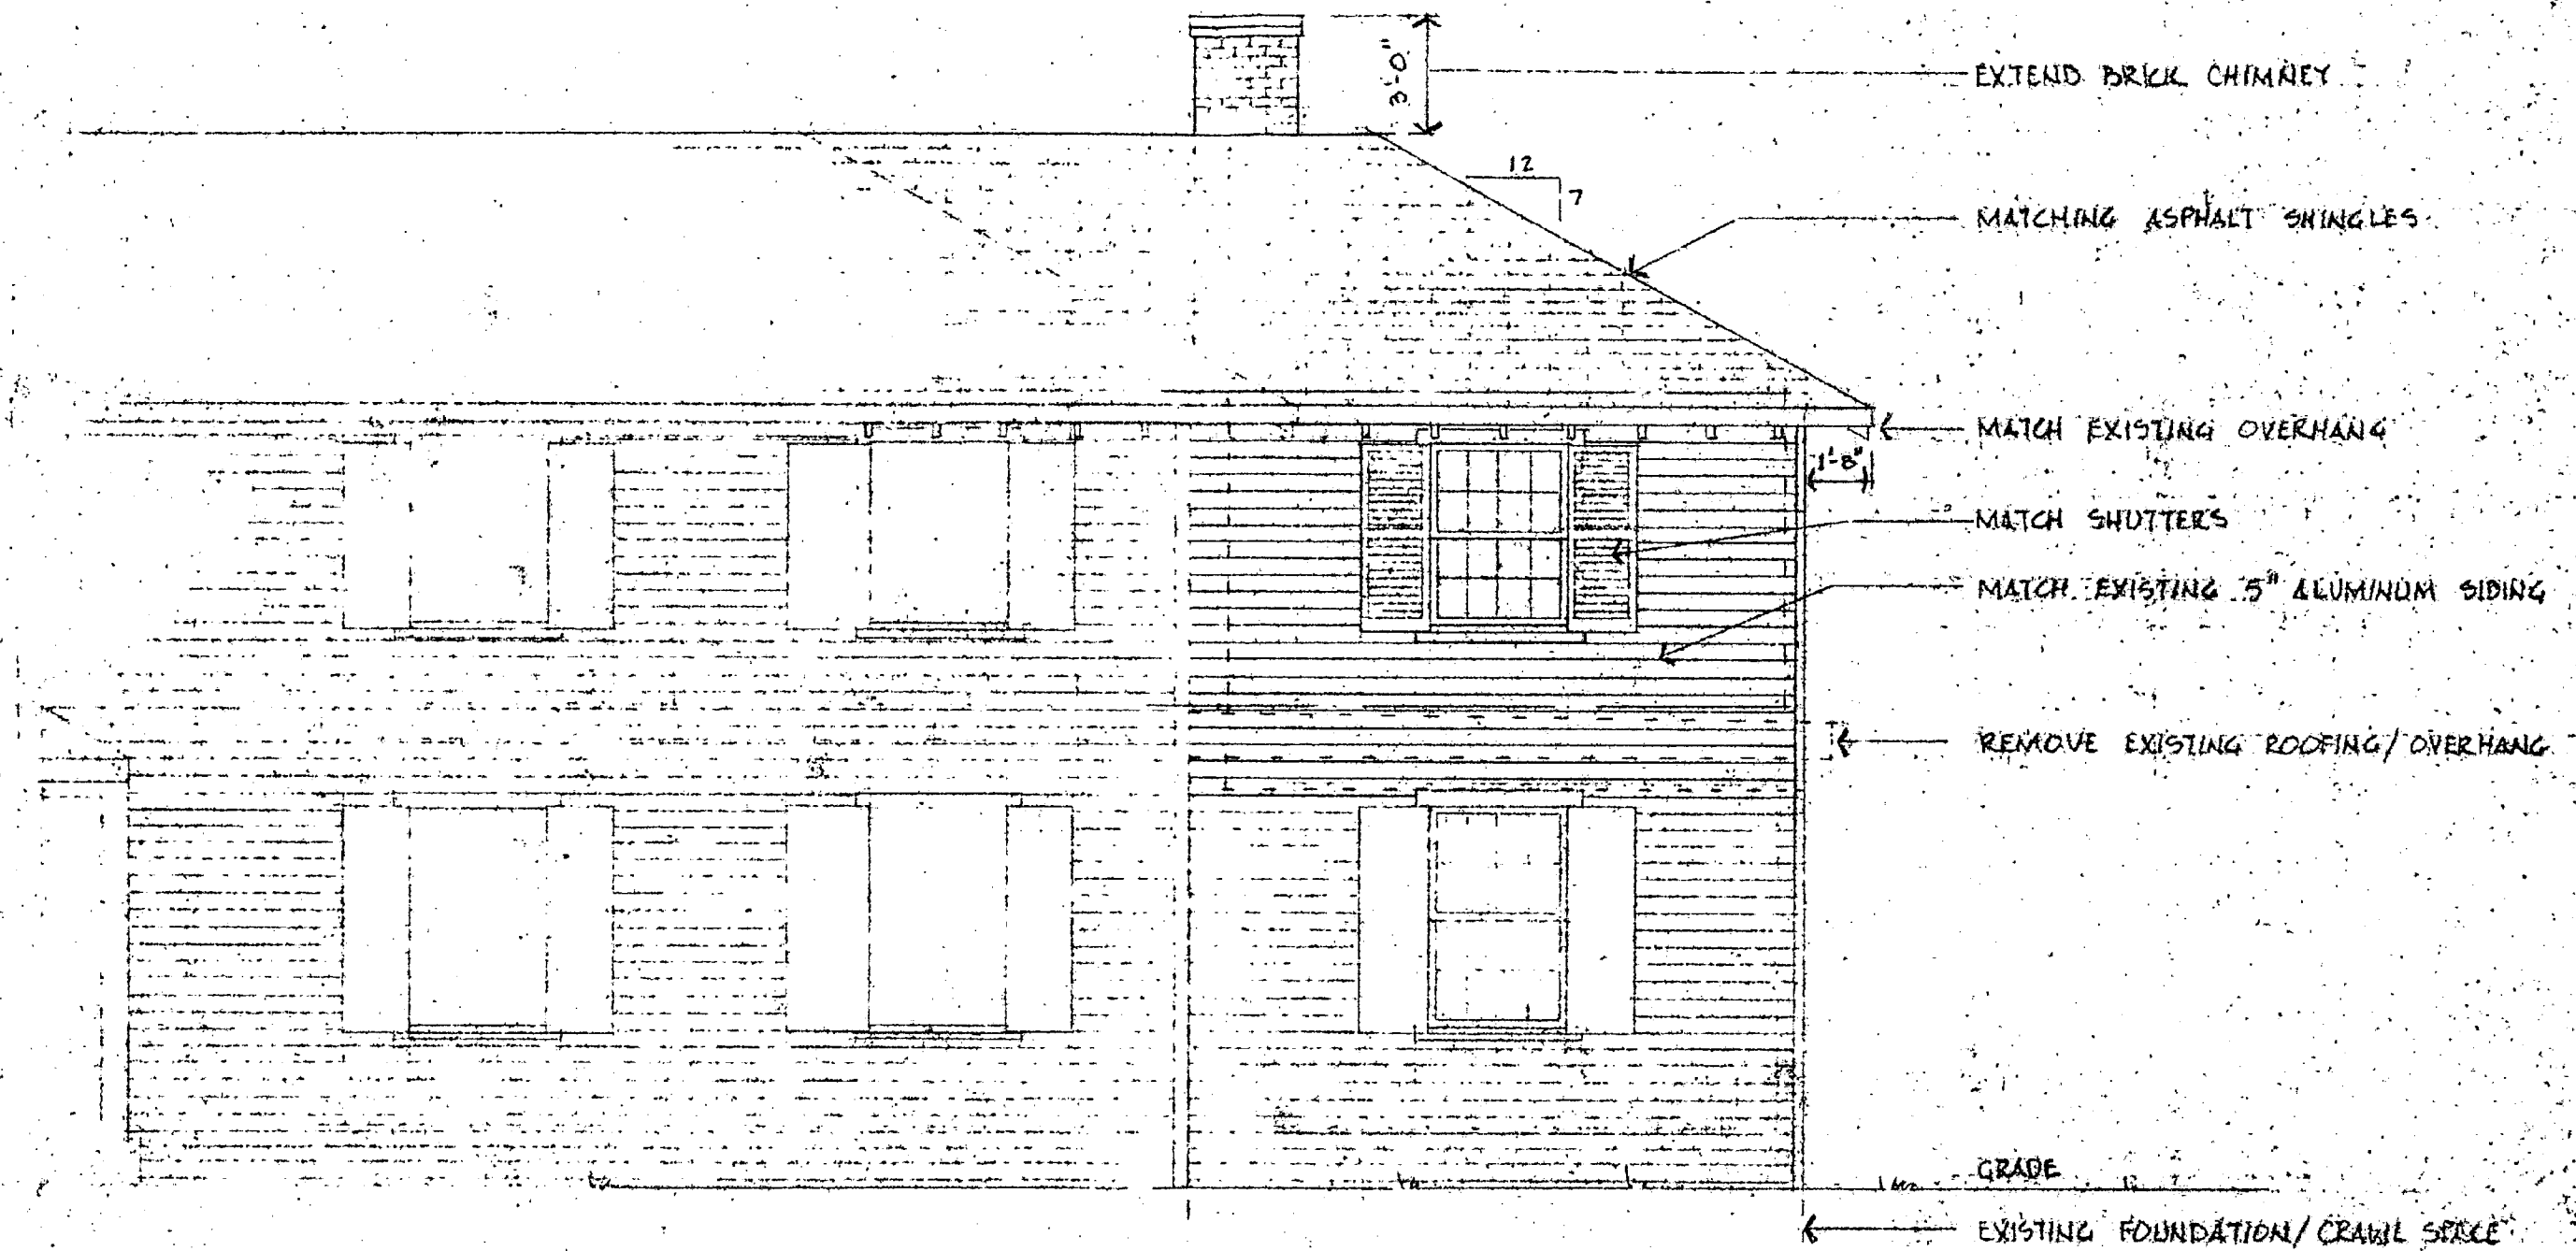 3'-0"
EXTEND BRICK CHIMNEY
12
7
MATCHING ASPHALT SHINGLES
MATCH EXISTING OVERHANG
1'-8"
MATCH SHUTTERS
MATCH EXISTING 5" ALUMINUM SIDING
REMOVE EXISTING ROOFING/OVERHANG
GRADE
EXISTING FOUNDATION/CRAWL SPACE